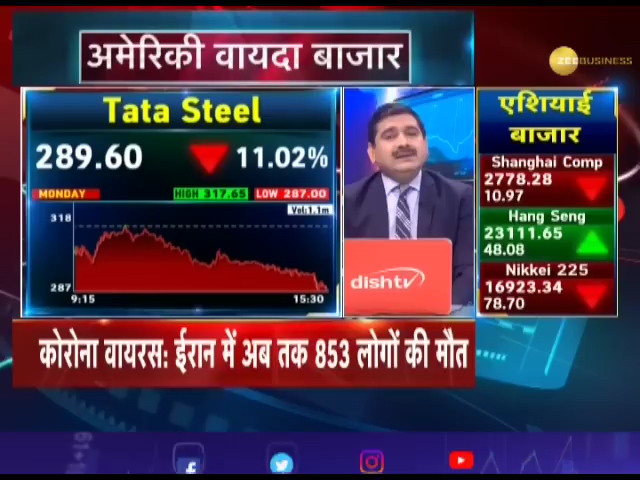 अमेरिकी वायदा बाजार
ZEEBUSINESS
Tata Steel
289.60 11.02%
MONDAY HIGH 317.65 LOW 287.00
Vol:1.1m
318
287
9:15 15:30
dishtv
एशियाई
बाजार
Shanghai Comp
2778.28
10.97
Hang Seng
23111.65
48.08
Nikkei 225
16923.34
78.70
कोरोना वायरस: ईरान में अब तक 853 लोगों की मौत